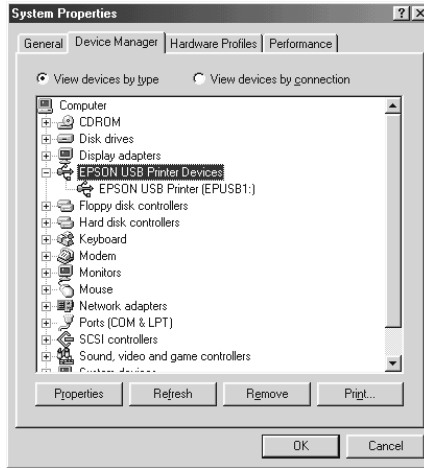 System Properties
General Device Manager Hardware Profiles Performance
View devices by type View devices by connection
Computer
CDROM
Disk drives
Display adapters
EPSON USB Printer Devices
EPSON USB Printer (EPUSB1:)
Floppy disk controllers
Hard disk controllers
Keyboard
Modem
Monitors
Mouse
Network adapters
Ports (COM & LPT)
SCSI controllers
Sound, video and game controllers
System devices
Properties Refresh Remove Print...
OK Cancel